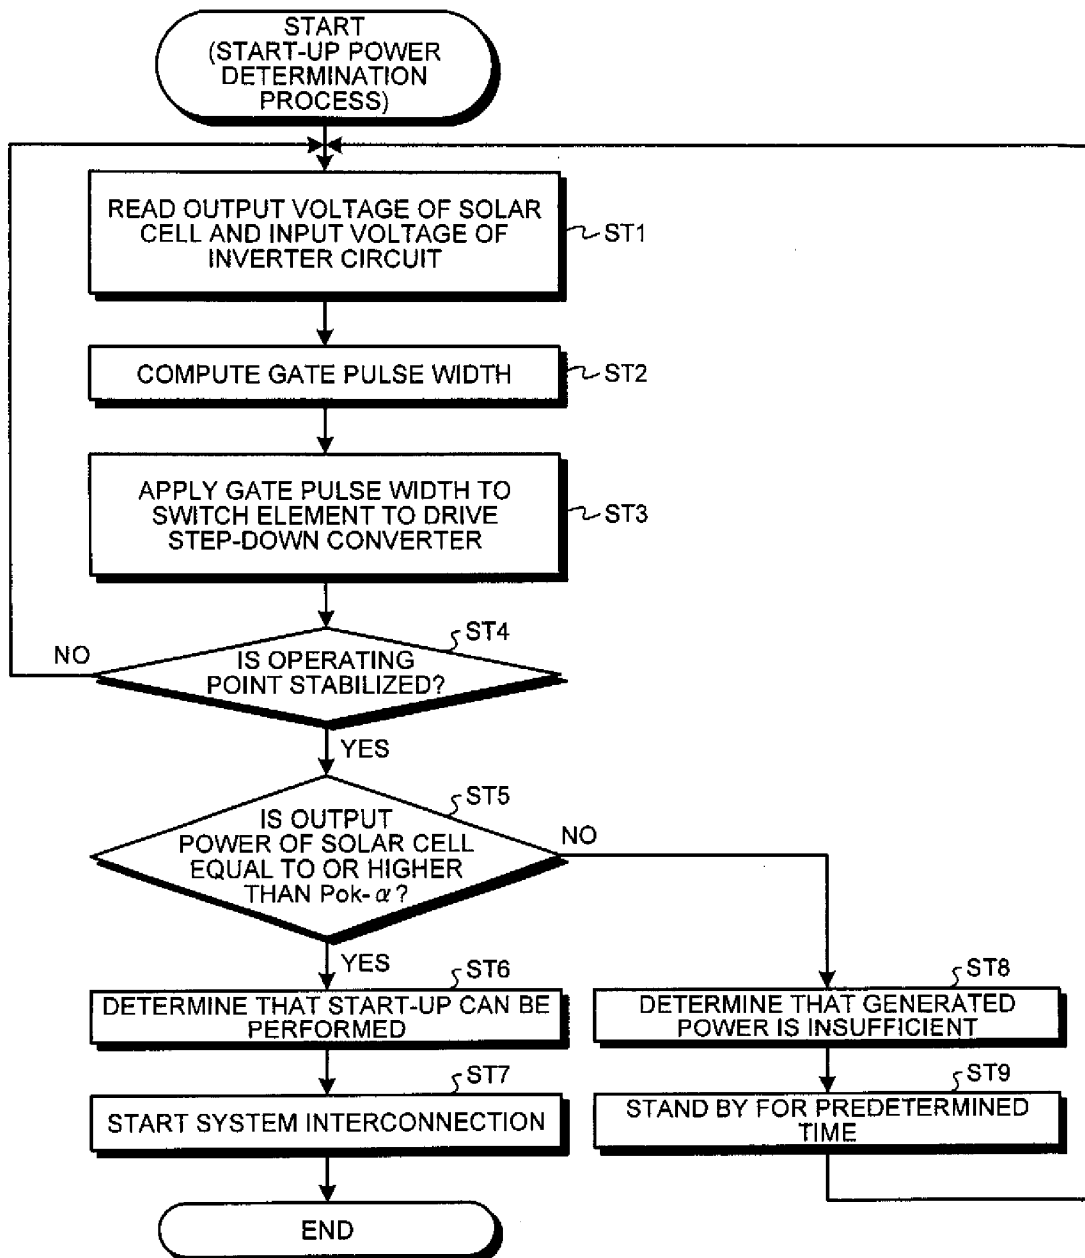 START
(START-UP POWER
DETERMINATION
PROCESS)
READ OUTPUT VOLTAGE OF SOLAR
CELL AND INPUT VOLTAGE OF
INVERTER CIRCUIT
ST1
COMPUTE GATE PULSE WIDTH
ST2
APPLY GATE PULSE WIDTH TO
SWITCH ELEMENT TO DRIVE
STEP-DOWN CONVERTER
ST3
ST4
NO
IS OPERATING
POINT STABILIZED?
YES
ST5
IS OUTPUT
POWER OF SOLAR CELL
EQUAL TO OR HIGHER
THAN Pok-α?
NO
YES
ST6
DETERMINE THAT START-UP CAN BE
PERFORMED
ST7
START SYSTEM INTERCONNECTION
END
ST8
DETERMINE THAT GENERATED
POWER IS INSUFFICIENT
ST9
STAND BY FOR PREDETERMINED
TIME